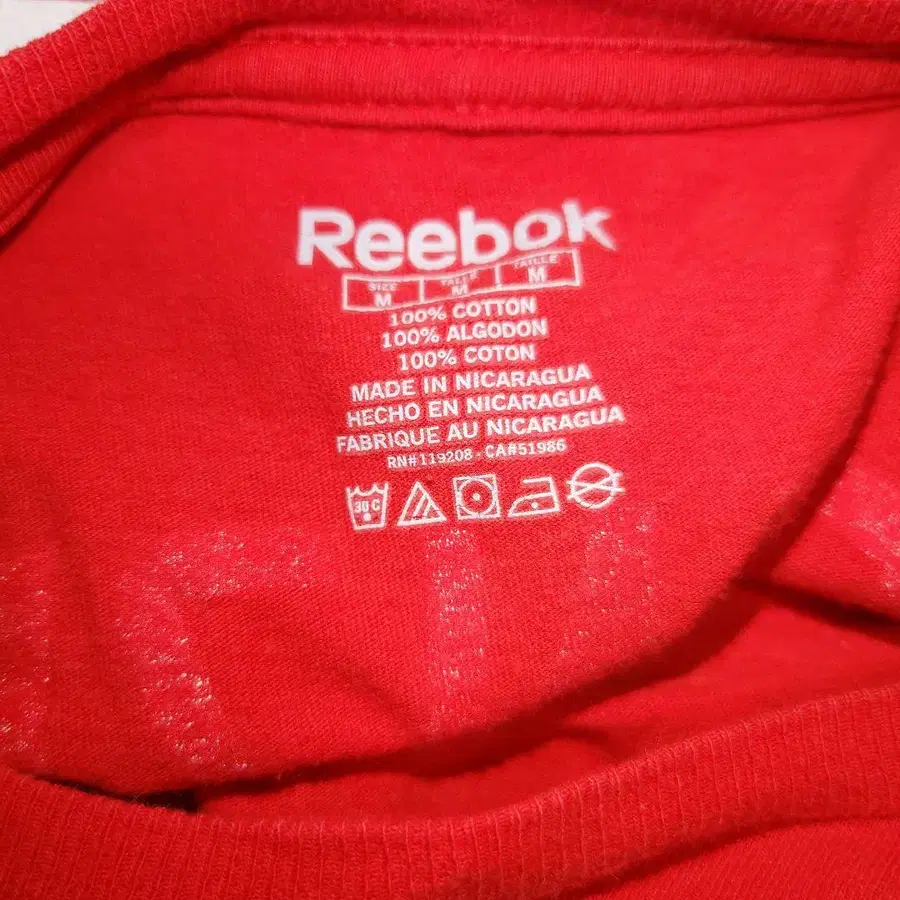 Reebok
SIZE TALLE TAILLE
M M M
100% COTTON
100% ALGODON
100% COTON
MADE IN NICARAGUA
HECHO EN NICARAGUA
FABRIQUE AU NICARAGUA
RN#119208 - CA#51986
30 C